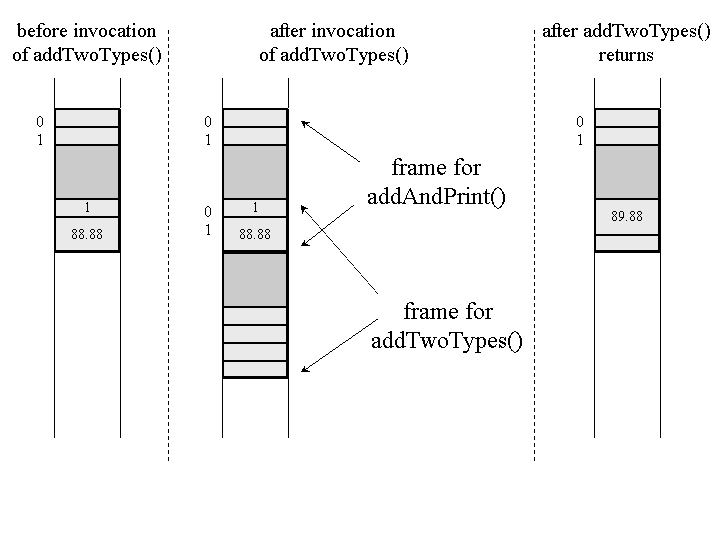 before invocation
of addTwoTypes()
after invocation
of addTwoTypes()
after addTwoTypes()
returns
0
1
1
88.88
0
1
0
1
1
88.88
frame for
addAndPrint()
frame for
addTwoTypes()
0
1
89.88